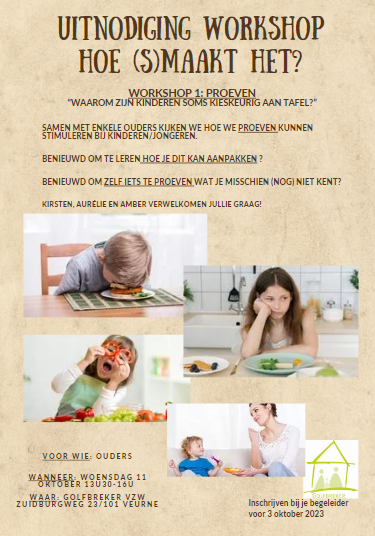 UITNODIGING WORKSHOP
HOE (S)MAAKT HET?
WORKSHOP 1: PROEVEN
"WAAROM ZIJN KINDEREN SOMS KIESKEURIG AAN TAFEL?"
SAMEN MET ENKELE OUDERS KIJKEN WE HOE WE PROEVEN KUNNEN
STIMULEREN BIJ KINDEREN/JONGEREN.
BENIEUWD OM TE LEREN HOE JE DIT KAN AANPAKKEN ?
BENIEUWD OM ZELF IETS TE PROEVEN WAT JE MISSCHIEN (NOG) NIET KENT?
KIRSTEN, AURÉLIE EN AMBER VERWELKOMEN JULLIE GRAAG!
VOOR WIE: OUDERS
WANNEER: WOENSDAG 11
OKTOBER 13U30-16U
WAAR: GOLFBREKER VZW
ZUIDBURGWEG 23/101 VEURNE
GOLFBREKER
Inschrijven bij je begeleider
voor 3 oktober 2023